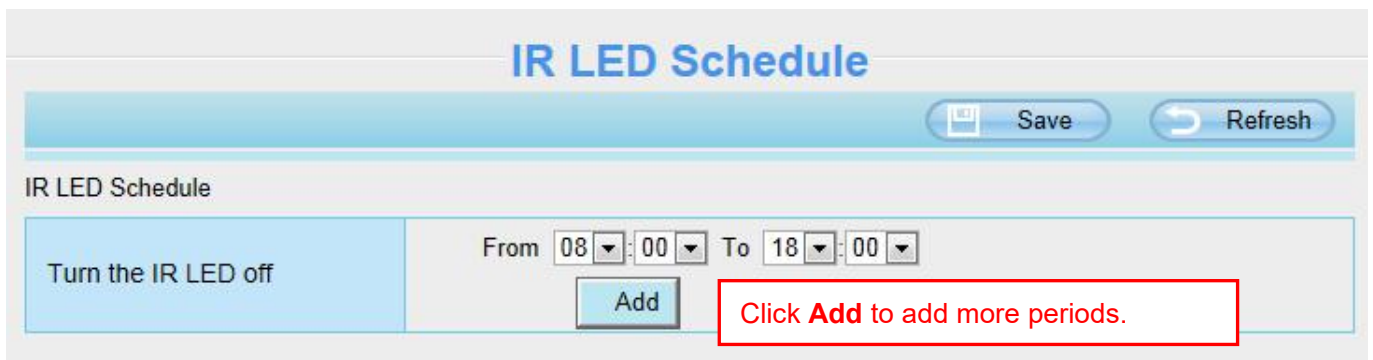 IR LED Schedule
Save Refresh
IR LED Schedule
Turn the IR LED off
From 08 : 00 To 18 : 00
Add
Click Add to add more periods.